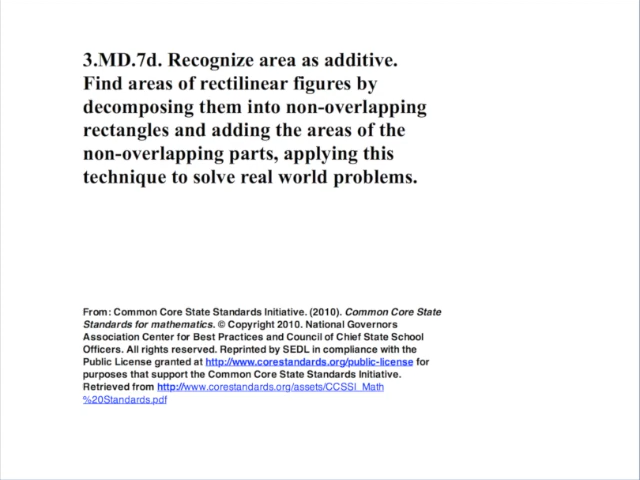 3.MD.7d. Recognize area as additive.
Find areas of rectilinear figures by
decomposing them into non-overlapping
rectangles and adding the areas of the
non-overlapping parts, applying this
technique to solve real world problems.
From: Common Core State Standards Initiative. (2010). Common Core State
Standards for mathematics. © Copyright 2010. National Governors
Association Center for Best Practices and Council of Chief State School
Officers. All rights reserved. Reprinted by SEDL in compliance with the
Public License granted at http://www.corestandards.org/public-license for
purposes that support the Common Core State Standards Initiative.
Retrieved from http://www.corestandards.org/assets/CCSSI_Math
%20Standards.pdf